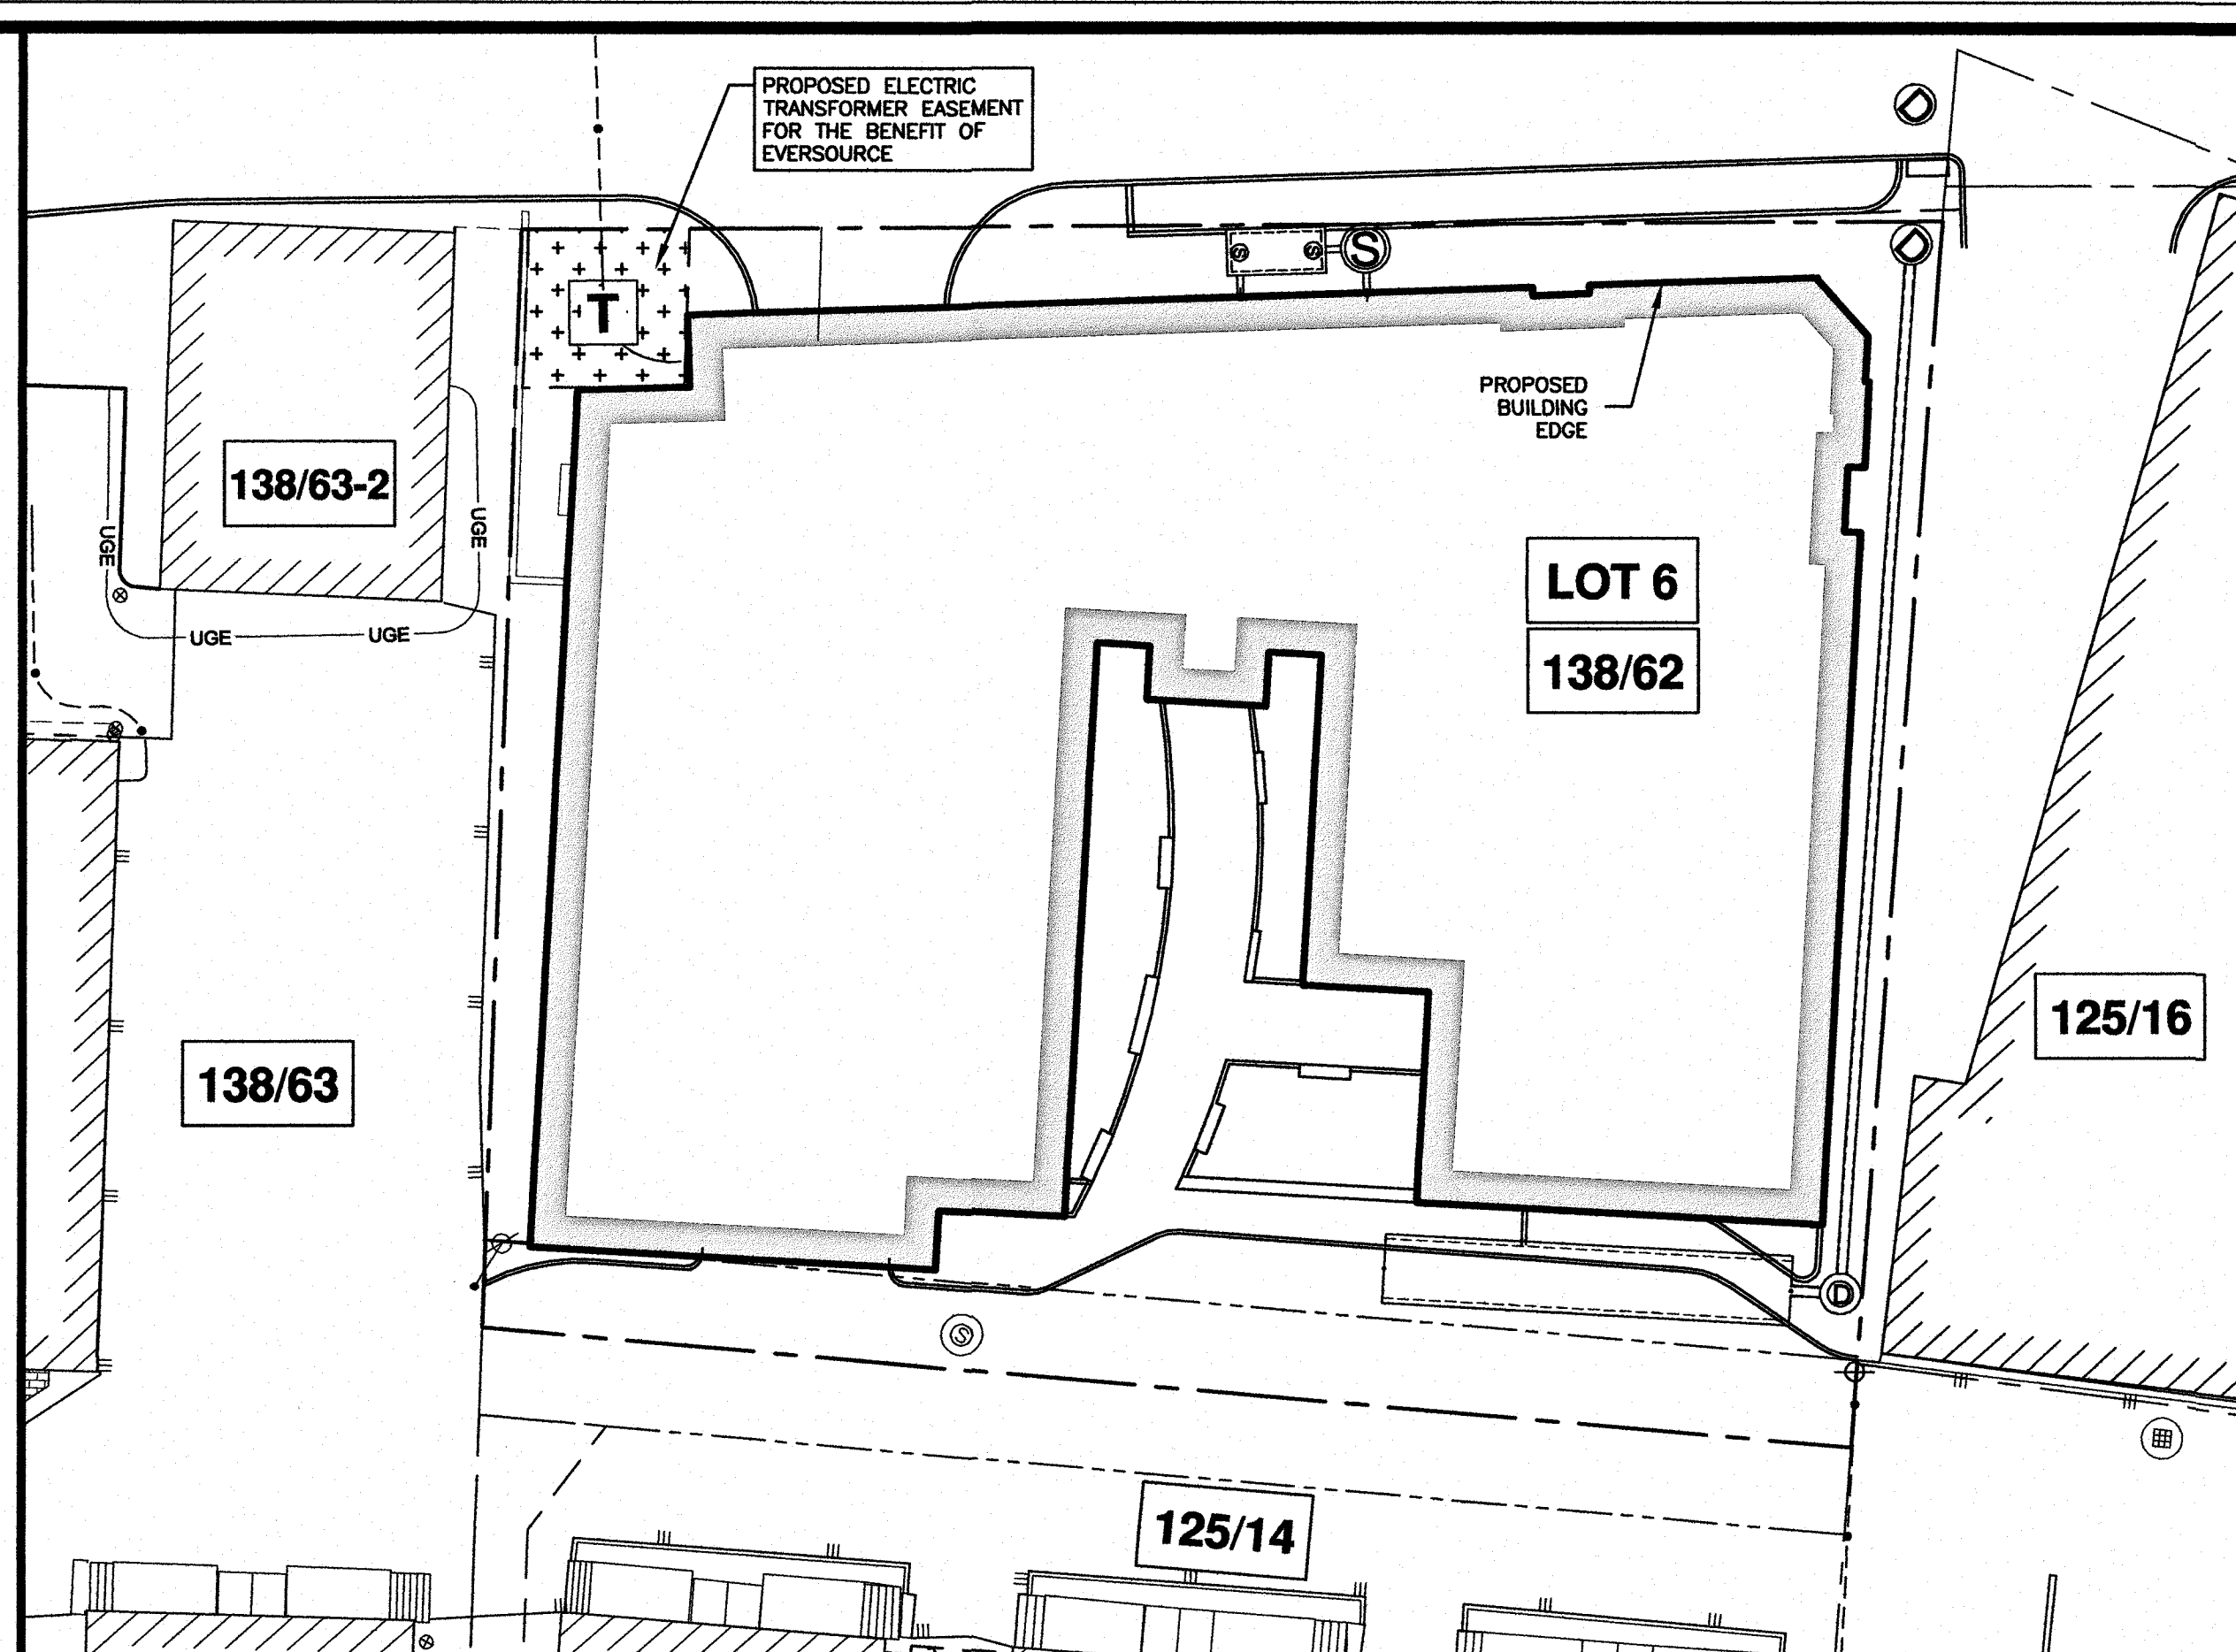 PROPOSED ELECTRIC
TRANSFORMER EASEMENT
FOR THE BENEFIT OF
EVERSOURCE
D
D
S
S
S
T
PROPOSED
BUILDING
EDGE
138/63-2
UGE
UGE
UGE
UGE
LOT 6
138/62
125/16
138/63
D
S
125/14